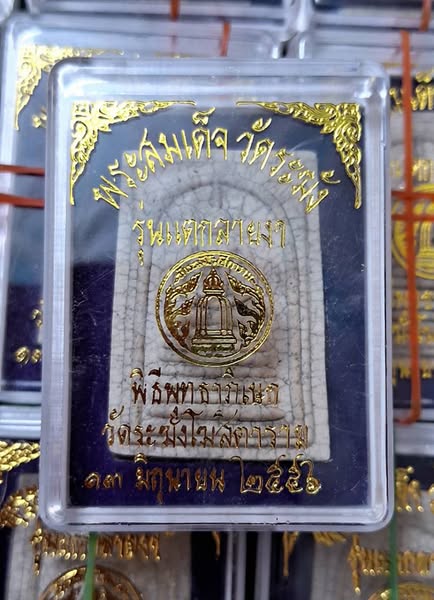 พระสมเด็จ วัดระฆัง
รุ่นแตกลายงา
พิธีพุทธาภิเษก
วัดระฆังโฆสิตาราม
๑๓ มิถุนายน ๒๕๕๖